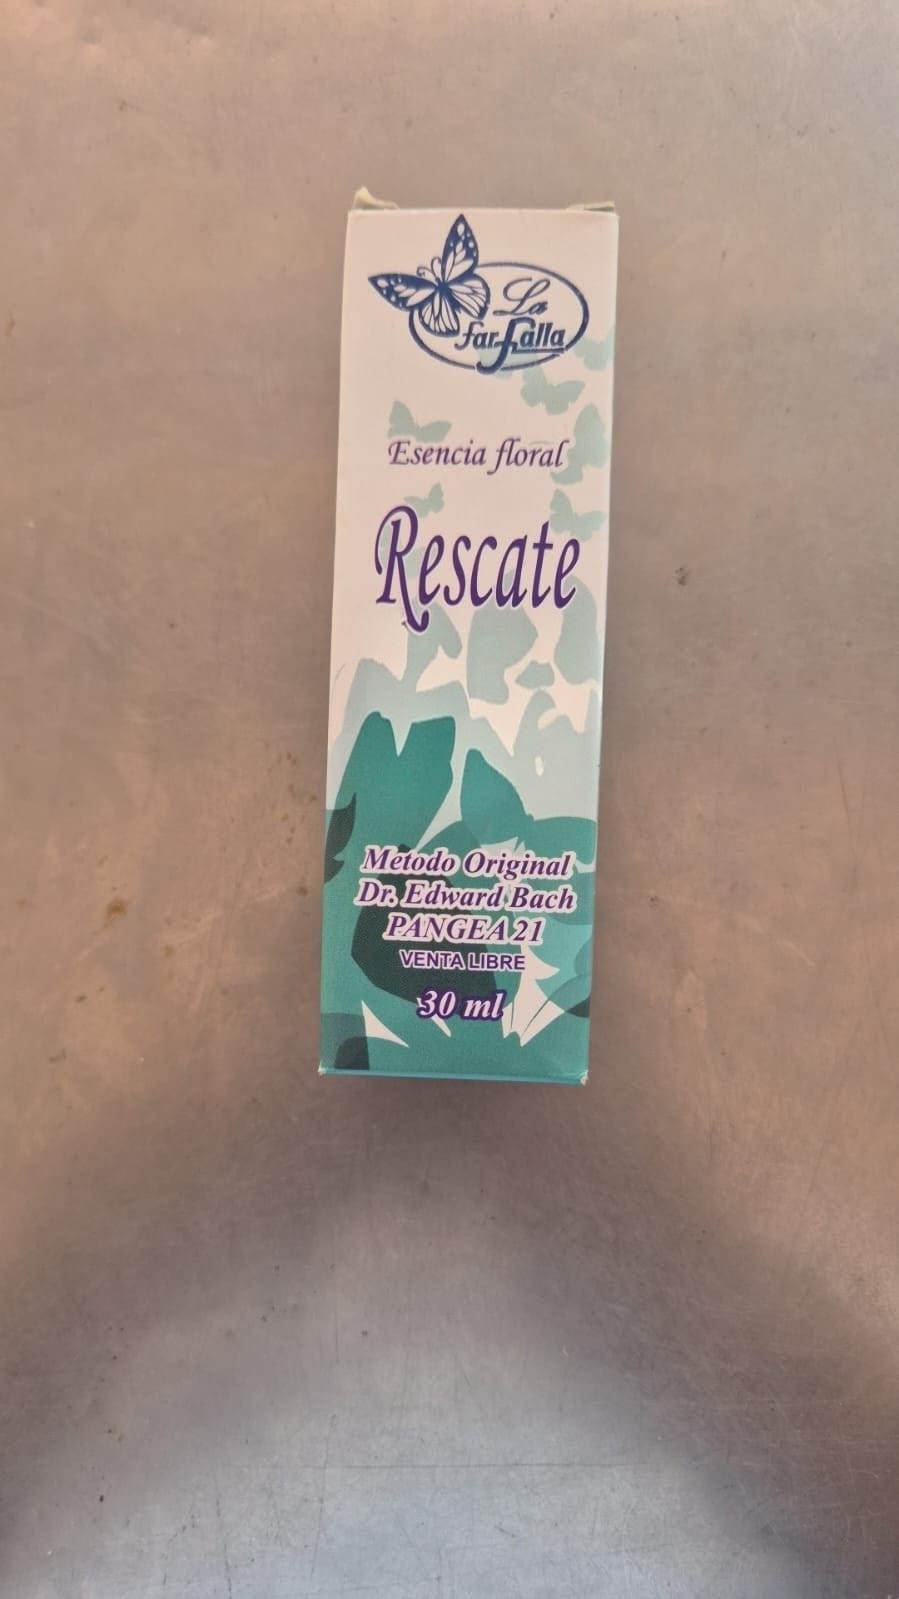 La
farfalla
Esencia floral
Rescate
Metodo Original
Dr. Edward Bach
PANGEA 21
VENTA LIBRE
30 ml